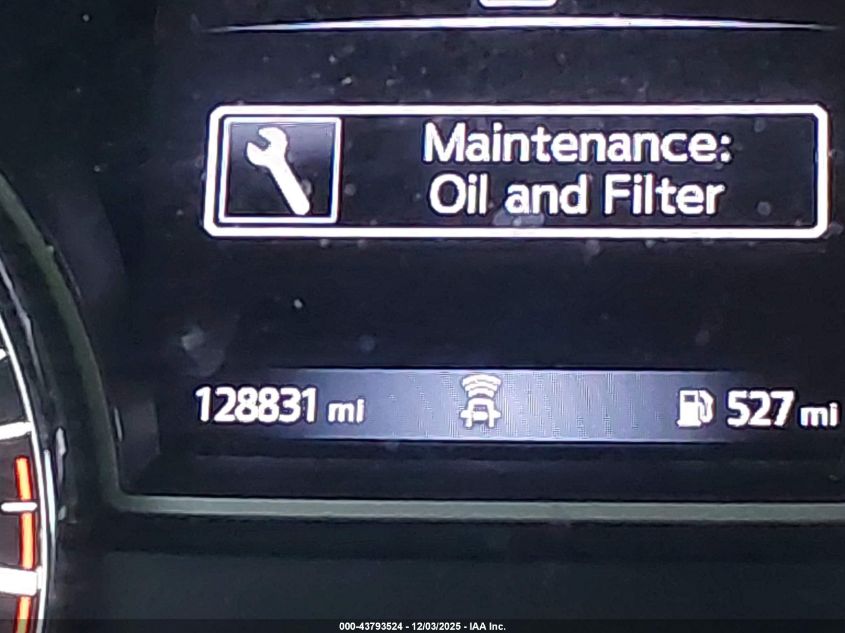 Maintenance:
Oil and Filter
128831 mi
527 mi
000-43793524 - 12/03/2025 - IAA Inc.